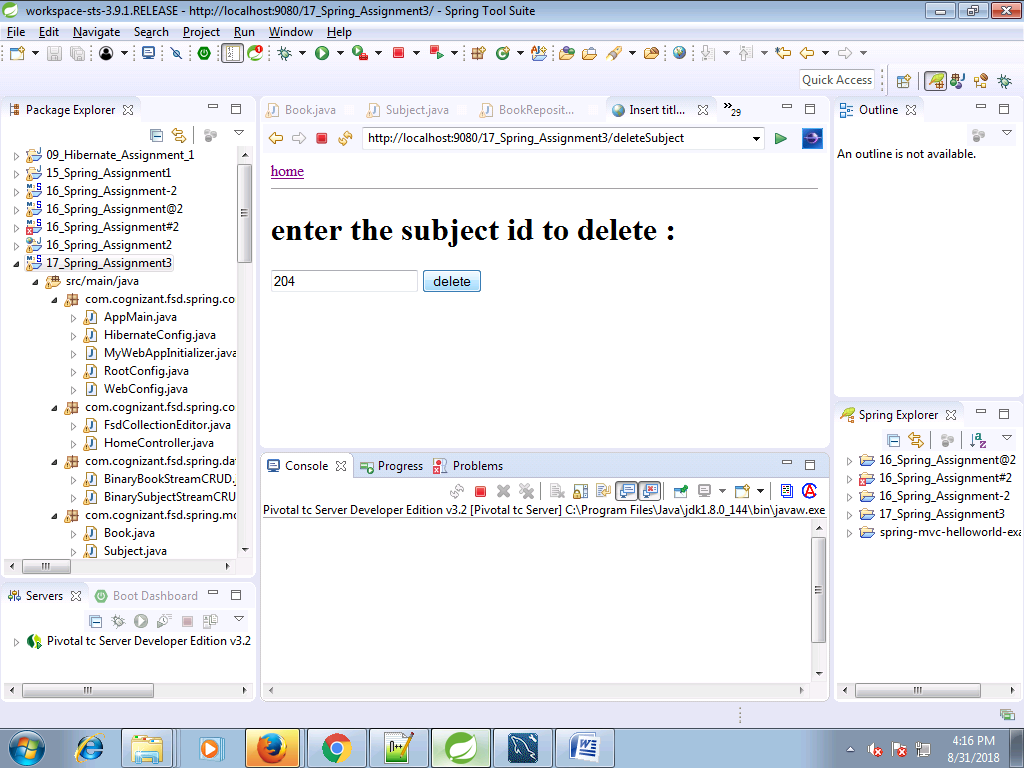 workspace-sts-3.9.1.RELEASE - http://localhost:9080/17_Spring_Assignment3/ - Spring Tool Suite
File Edit Navigate Search Project Run Window Help
Quick Access
Package Explorer
09_Hibernate_Assignment_1
15_Spring_Assignment1
16_Spring_Assignment-2
16_Spring_Assignment@2
16_Spring_Assignment#2
16_Spring_Assignment2
17_Spring_Assignment3
src/main/java
com.cognizant.fsd.spring.co
AppMain.java
HibernateConfig.java
MyWebAppInitializer.java
RootConfig.java
WebConfig.java
com.cognizant.fsd.spring.co
FsdCollectionEditor.java
HomeController.java
com.cognizant.fsd.spring.da
BinaryBookStreamCRUD.
BinarySubjectStreamCRU
com.cognizant.fsd.spring.mo
Book.java
Subject.java
Servers Boot Dashboard
Pivotal tc Server Developer Edition v3.2
Book.java Subject.java BookReposit... Insert titl... »29
http://localhost:9080/17_Spring_Assignment3/deleteSubject
home
enter the subject id to delete :
204 delete
Console Progress Problems
Pivotal tc Server Developer Edition v3.2 [Pivotal tc Server] C:\Program Files\Java\jdk1.8.0_144\bin\javaw.exe
Outline
An outline is not available.
Spring Explorer
16_Spring_Assignment@2
16_Spring_Assignment#2
16_Spring_Assignment-2
17_Spring_Assignment3
spring-mvc-helloworld-exa
4:16 PM
8/31/2018